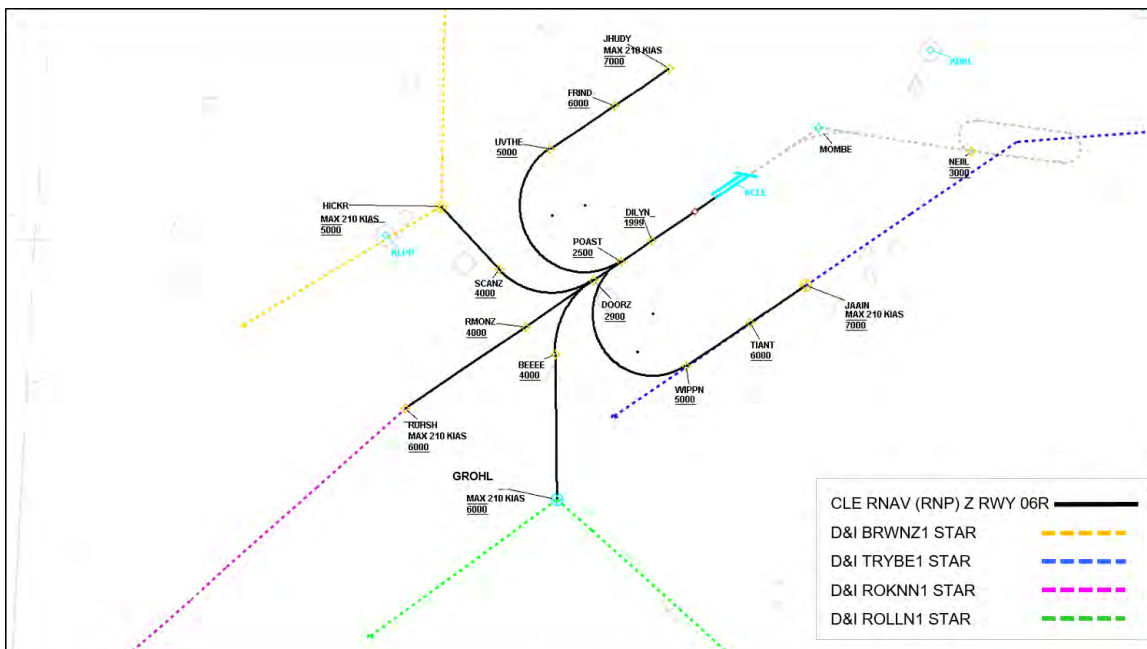 JHUDY
MAX 210 KIAS
7000
KBKL
FRIND
6000
UVTHE
5000
MOMBE
NEIIL
3000
KCLE
HICKR
MAX 210 KIAS
5000
KLPR
DILYN
1999
POAST
2500
SCANZ
4000
DOORZ
2900
JAAIN
MAX 210 KIAS
7000
RMONZ
4000
TIANT
6000
BEEEE
4000
WIPPN
5000
MAX 210 KIAS
6000
GROHL
MAX 210 KIAS
6000
CLE RNAV (RNP) Z RWY 06R
D&I BRWNZ1 STAR
D&I TRYBE1 STAR
D&I ROKNN1 STAR
D&I ROLLN1 STAR